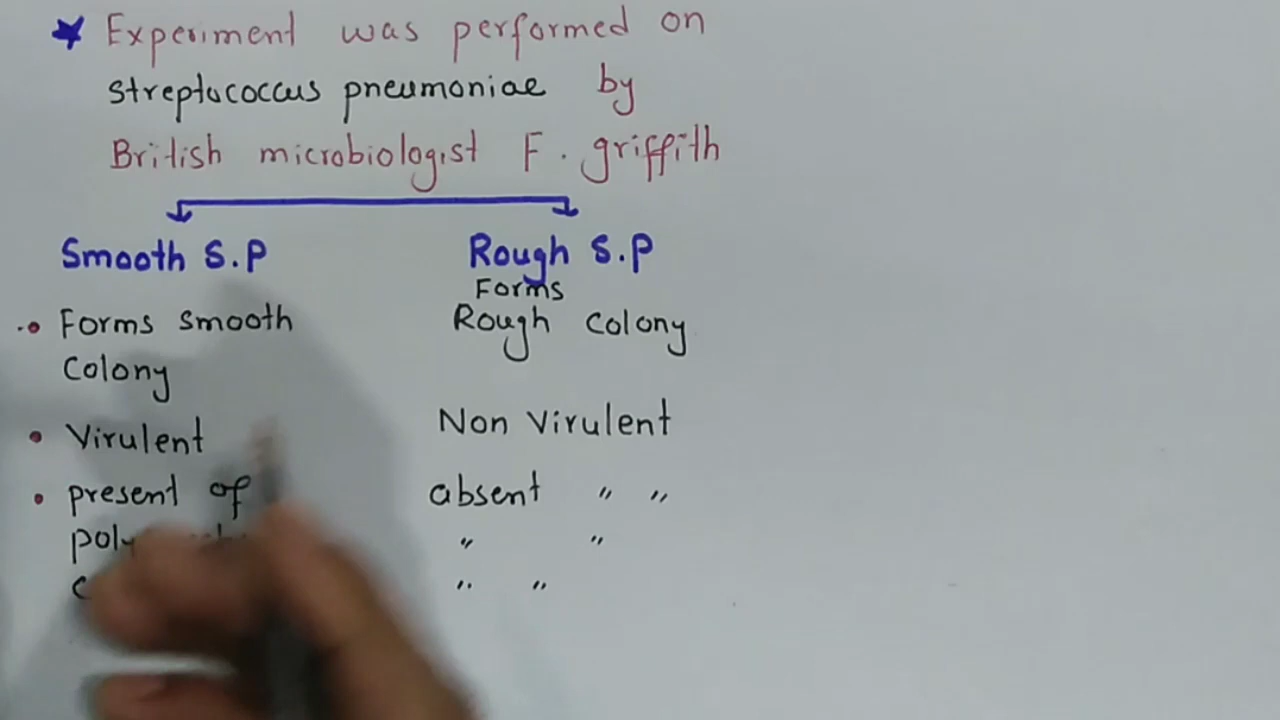 Experiment was performed on
streptococcus pneumoniae by
British microbiologist F. griffith
Smooth S.P
Rough S.P
Forms smooth
Colony
Forms
Rough Colony
Virulent
Non Virulent
present of
absent " "
" "
" "